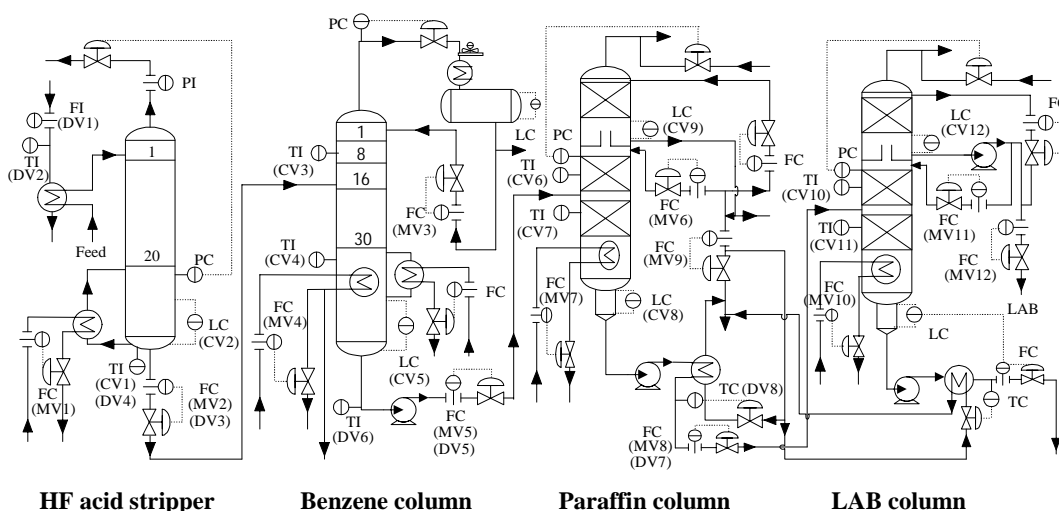 PI
FI
(DV1)
TI
(DV2)
1
Feed
20
PC
LC
(CV2)
TI
(CV1)
(DV4)
FC
(MV1)
FC
(MV2)
(DV3)
HF acid stripper
PC
TI
(CV3)
1
8
16
LC
FC
(MV3)
30
TI
(CV4)
FC
(MV4)
FC
LC
(CV5)
TI
(DV6)
FC
(MV5)
(DV5)
Benzene column
LC
(CV9)
PC
TI
(CV6)
FC
FC
(MV6)
TI
(CV7)
FC
(MV9)
FC
(MV7)
LC
(CV8)
TC (DV8)
FC
(MV8)
(DV7)
Paraffin column
LC
(CV12)
FC
PC
TI
(CV10)
FC
(MV11)
TI
(CV11)
FC
(MV12)
FC
(MV10)
LAB
LC
FC
TC
LAB column